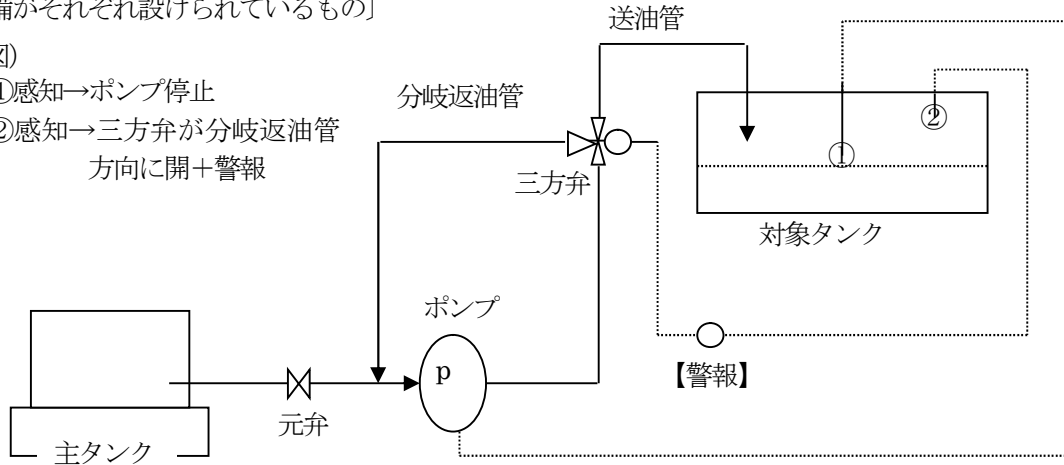 備がそれぞれ設けられているもの〕
図)
①感知→ポンプ停止
②感知→三方弁が分岐返油管
方向に開＋警報
送油管
分岐返油管
三方弁
①
②
対象タンク
ポンプ
p
【警報】
元弁
主タンク